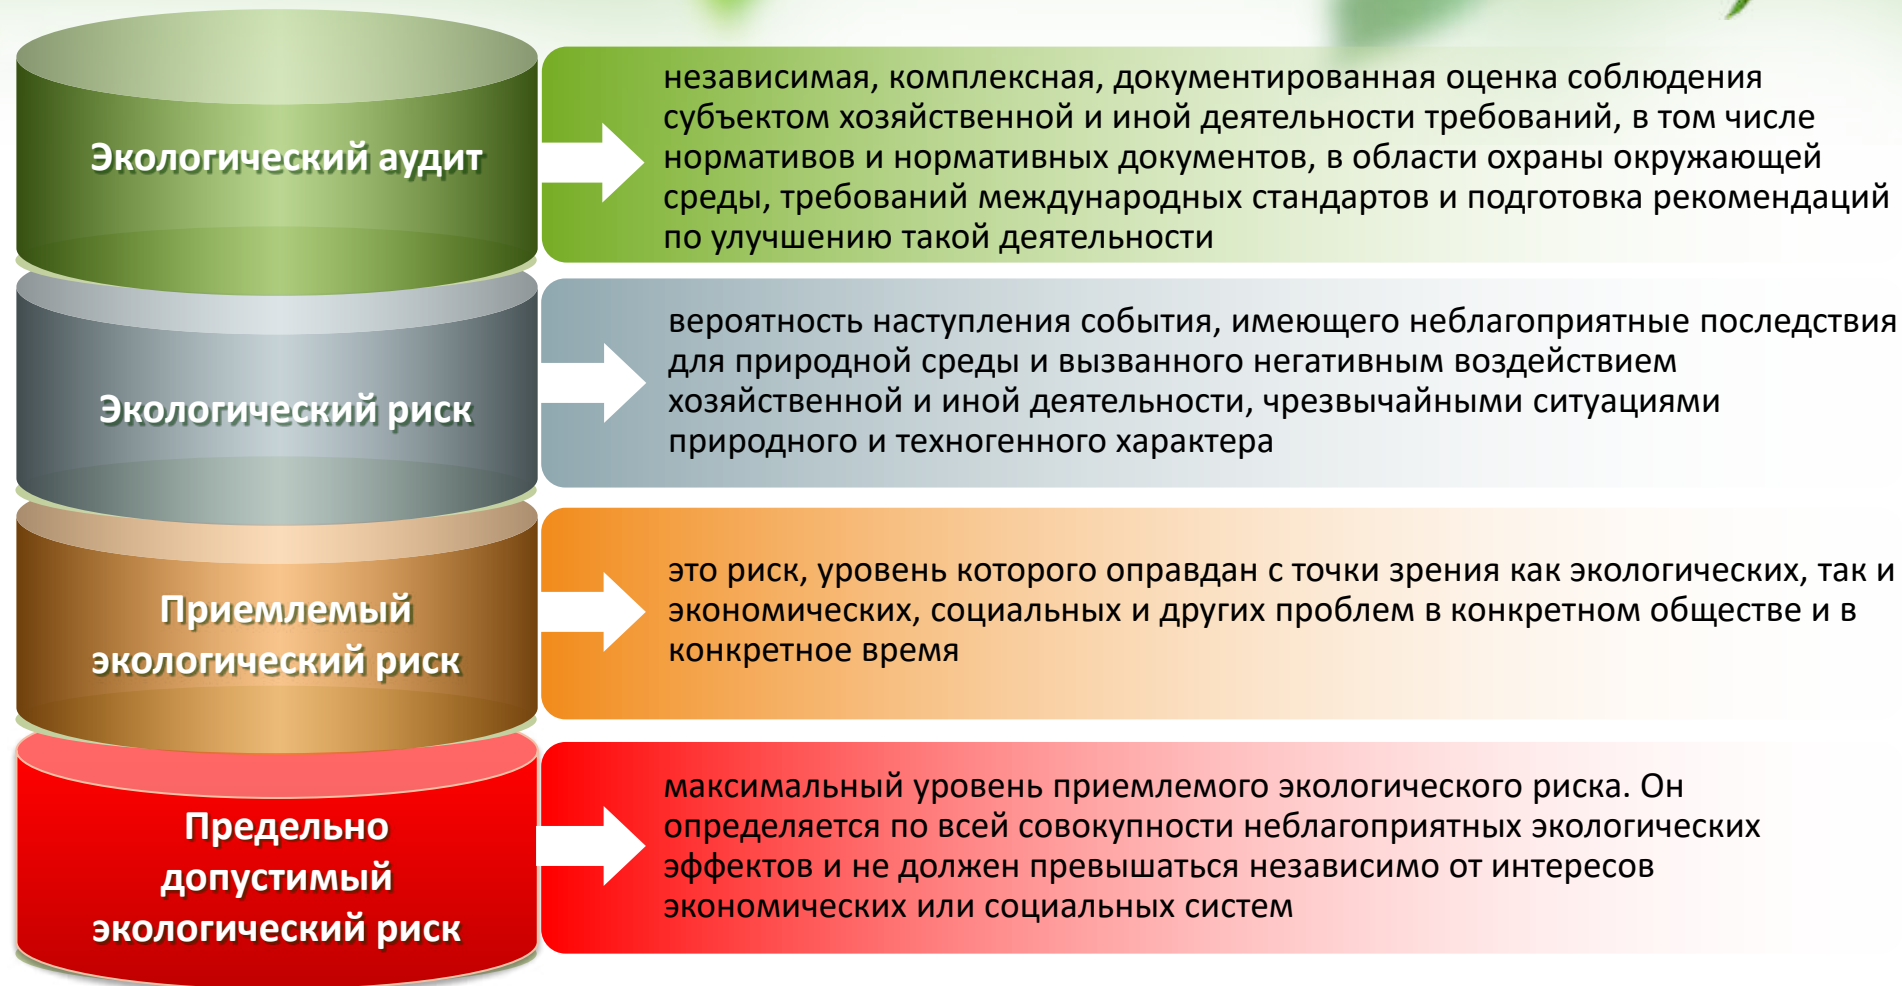 Экологический аудит
независимая, комплексная, документированная оценка соблюдения
субъектом хозяйственной и иной деятельности требований, в том числе
нормативов и нормативных документов, в области охраны окружающей
среды, требований международных стандартов и подготовка рекомендаций
по улучшению такой деятельности
Экологический риск
вероятность наступления события, имеющего неблагоприятные последствия
для природной среды и вызванного негативным воздействием
хозяйственной и иной деятельности, чрезвычайными ситуациями
природного и техногенного характера
Приемлемый
экологический риск
это риск, уровень которого оправдан с точки зрения как экологических, так и
экономических, социальных и других проблем в конкретном обществе и в
конкретное время
Предельно
допустимый
экологический риск
максимальный уровень приемлемого экологического риска. Он
определяется по всей совокупности неблагоприятных экологических
эффектов и не должен превышаться независимо от интересов
экономических или социальных систем